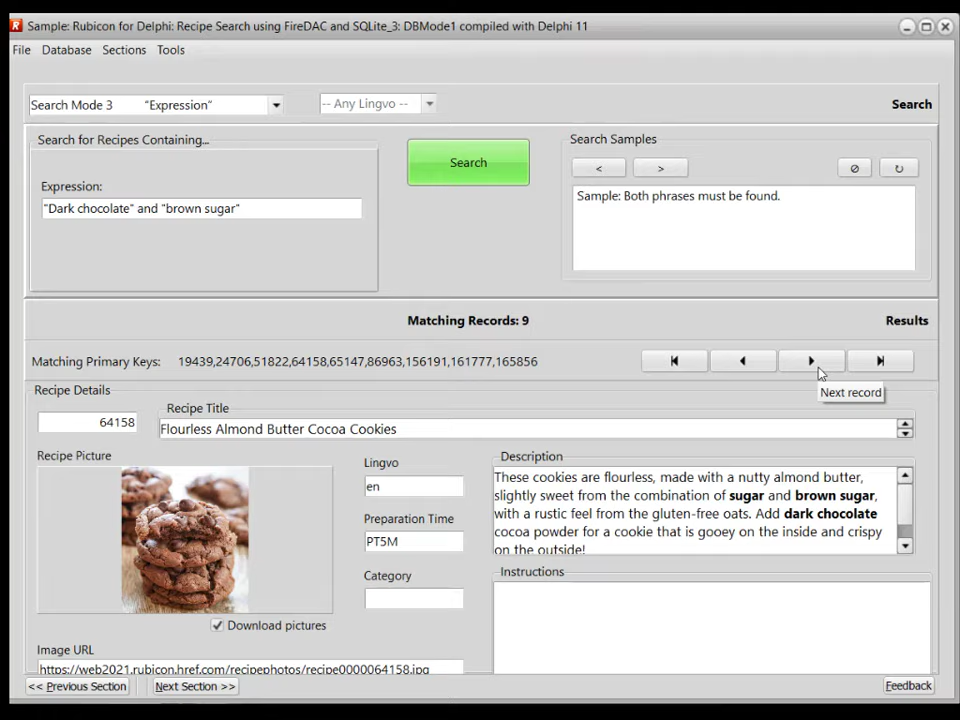 Sample: Rubicon for Delphi: Recipe Search using FireDAC and SQLite_3: DBMode1 compiled with Delphi 11
File Database Sections Tools
Search Mode 3 "Expression"
-- Any Lingvo --
Search
Search for Recipes Containing...
Expression:
"Dark chocolate" and "brown sugar"
Search
Search Samples
< >
Sample: Both phrases must be found.
Matching Records: 9
Results
Matching Primary Keys: 19439,24706,51822,64158,65147,86963,156191,161777,165856
Next record
Recipe Details
64158
Recipe Title
Flourless Almond Butter Cocoa Cookies
Recipe Picture
Lingvo
en
Preparation Time
PT5M
Category
Description
These cookies are flourless, made with a nutty almond butter,
slightly sweet from the combination of sugar and brown sugar,
with a rustic feel from the gluten-free oats. Add dark chocolate
cocoa powder for a cookie that is gooey on the inside and crispy
on the outside!
Instructions
Download pictures
Image URL
https://web2021.rubicon.href.com/recipephotos/recipe0000064158.jpg
<< Previous Section
Next Section >>
Feedback